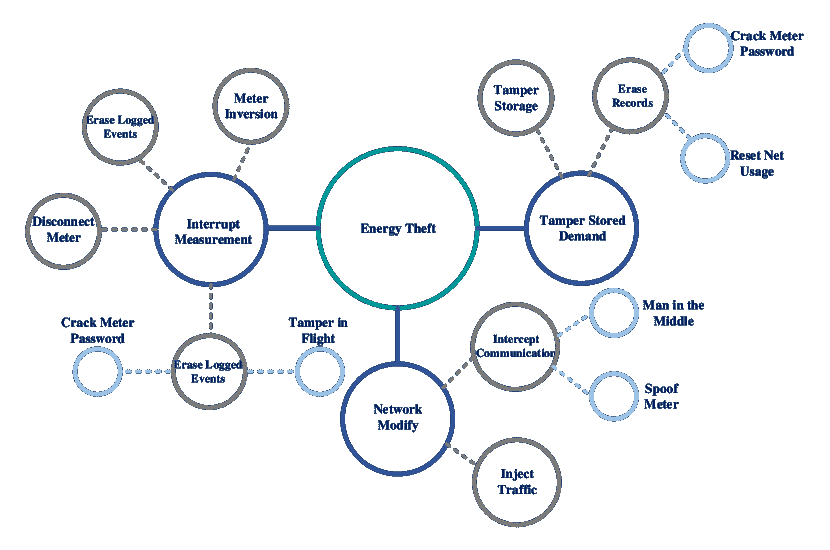 Crack Meter
Password
Tamper
Storage
Erase
Records
Meter
Inversion
Erase Logged
Events
Reset Net
Usage
Disconnect
Meter
Interrupt
Measurement
Energy Theft
Tamper Stored
Demand
Crack Meter
Password
Tamper in
Flight
Man in the
Middle
Intercept
Communication
Erase Logged
Events
Spoof
Meter
Network
Modify
Inject
Traffic